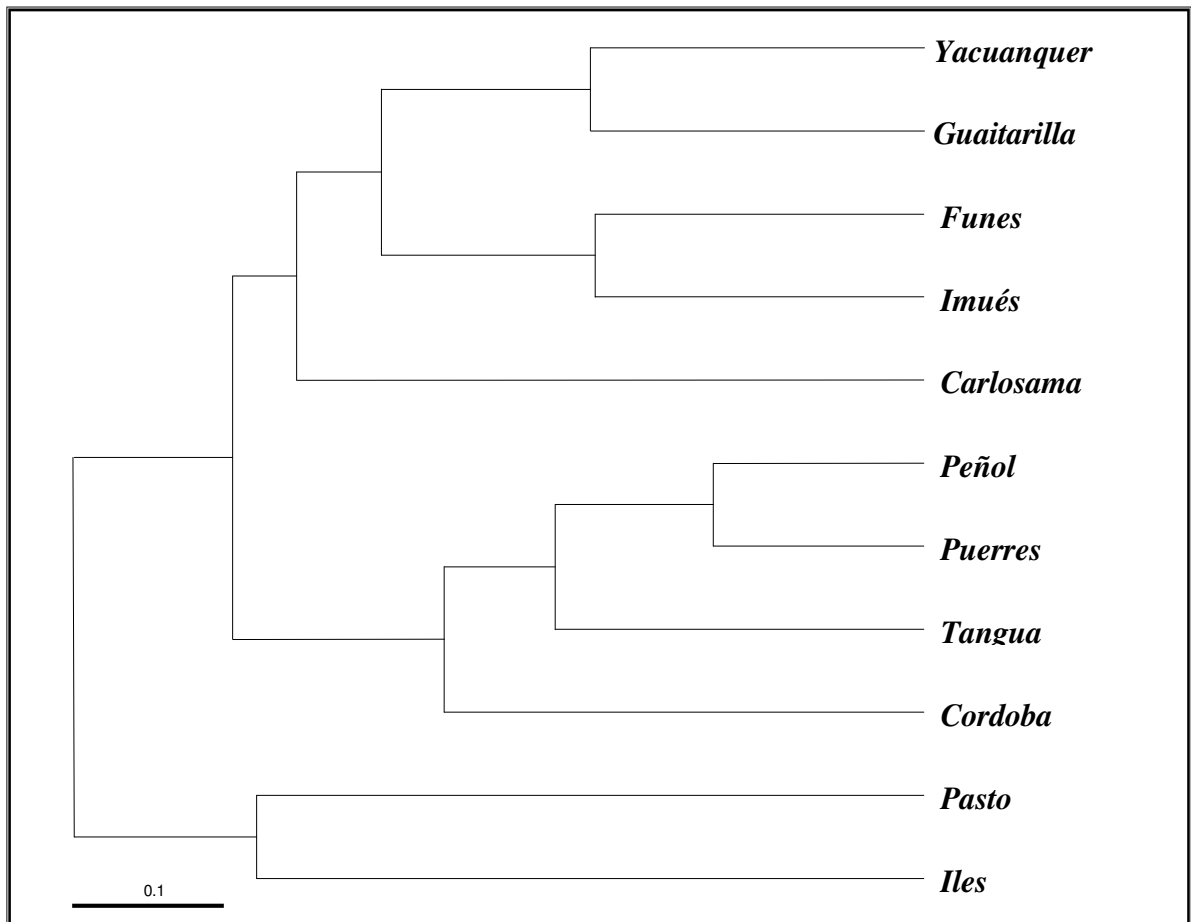 Yacuanquer
Guaitarilla
Funes
Imués
Carlosama
Peñol
Puerres
Tangua
Cordoba
Pasto
Iles
0.1